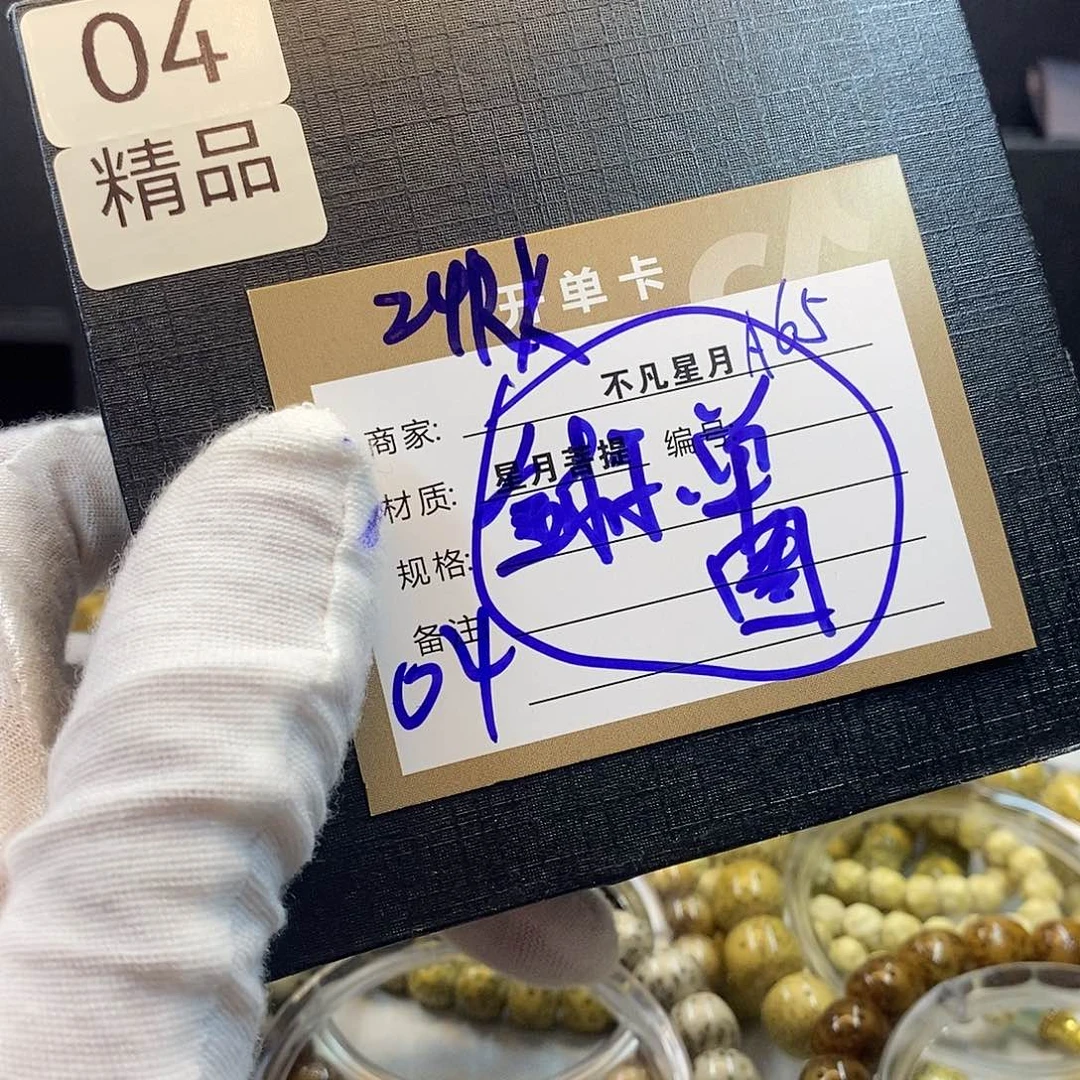 04
精品
开单卡
商家: 不凡星月 A65
材质: 星月菩提 编号
规格:
备注
04